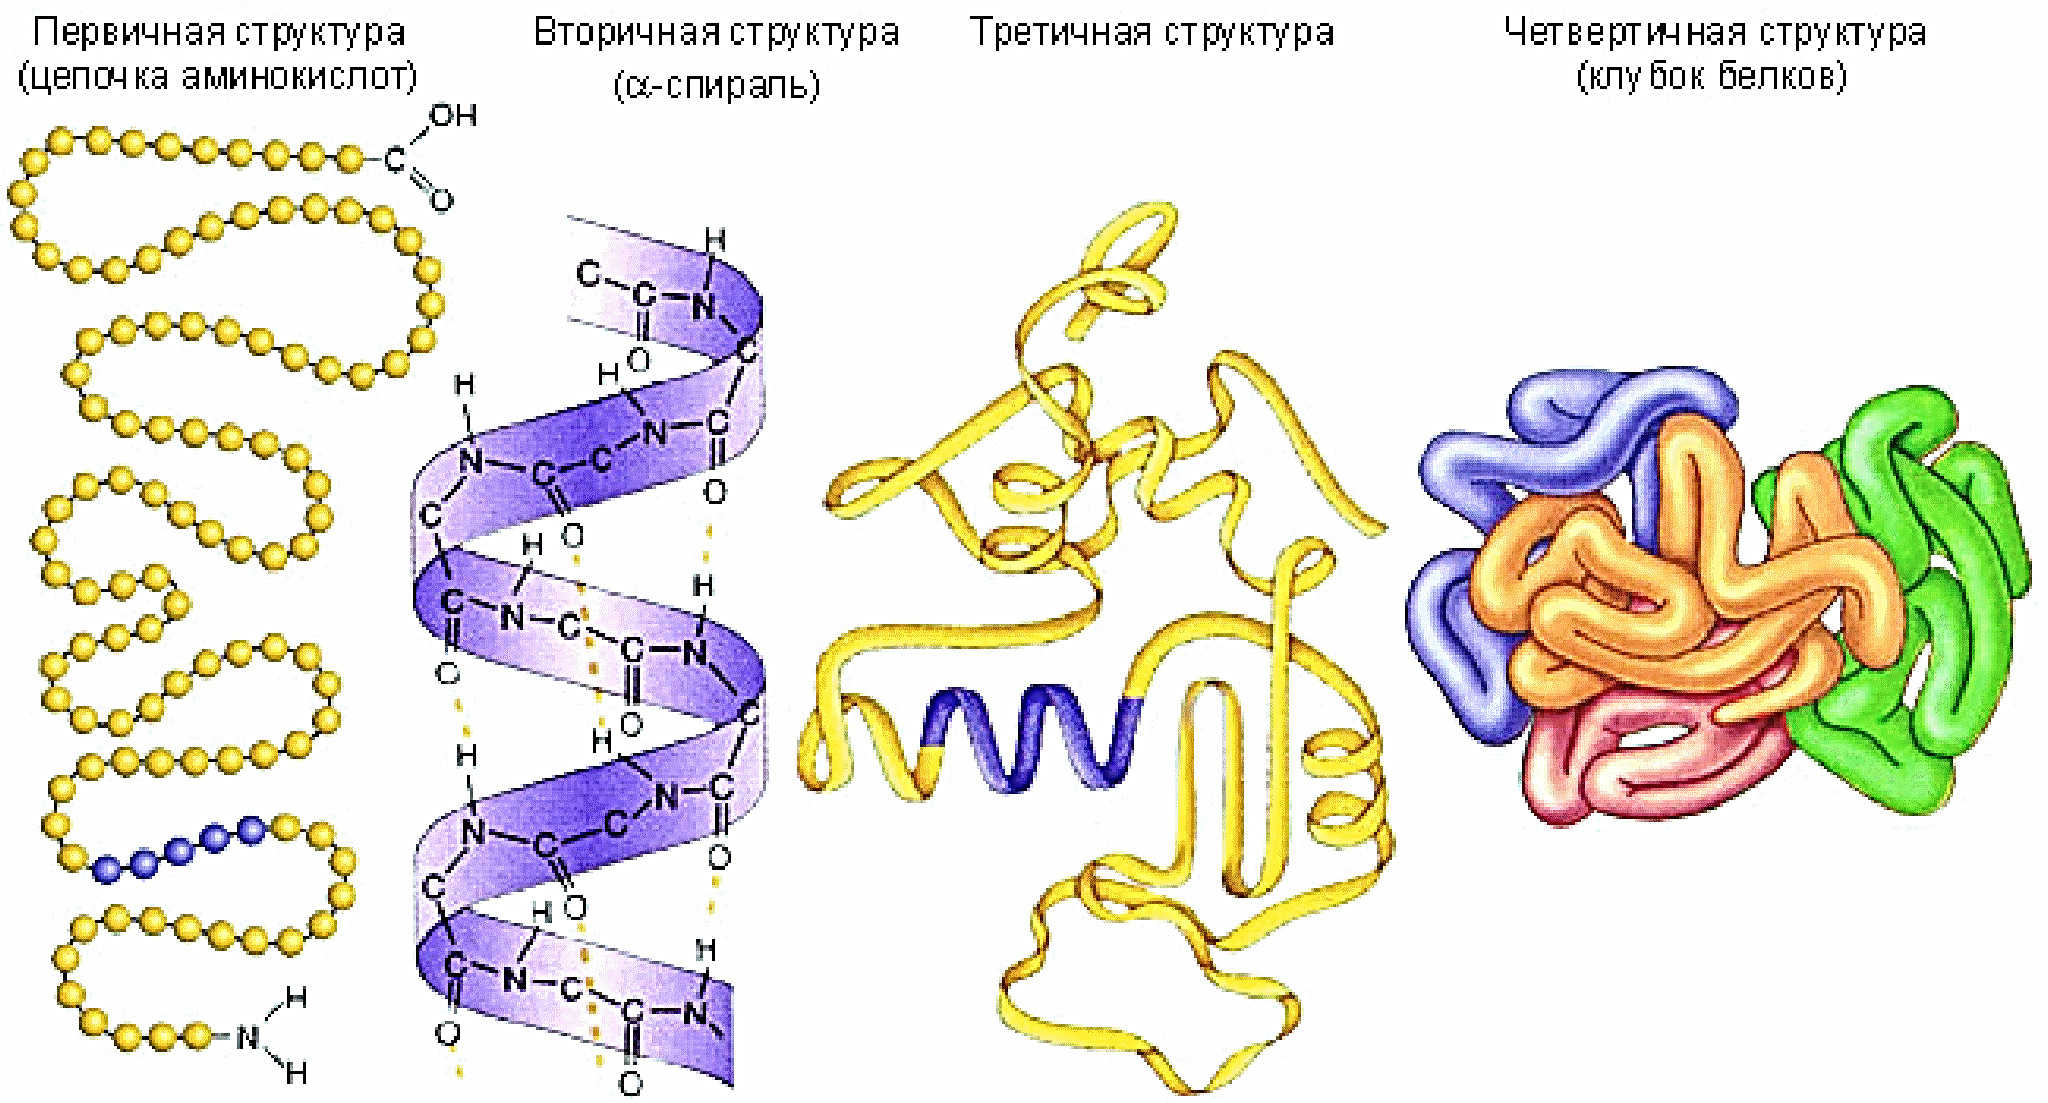 Первичная структура
(цепочка аминокислот)
Вторичная структура
(α-спираль)
Третичная структура
Четвертичная структура
(клубок белков)
OH
C
O
H
N
H
H
C
C
N
O
C
H
H
N
C
N
C
C
O
O
C
H
H
C
N
C
C
N
O
O
C
H
H
N
C
N
C
C
O
O
C
H
H
C
N
C
C
N
O
O